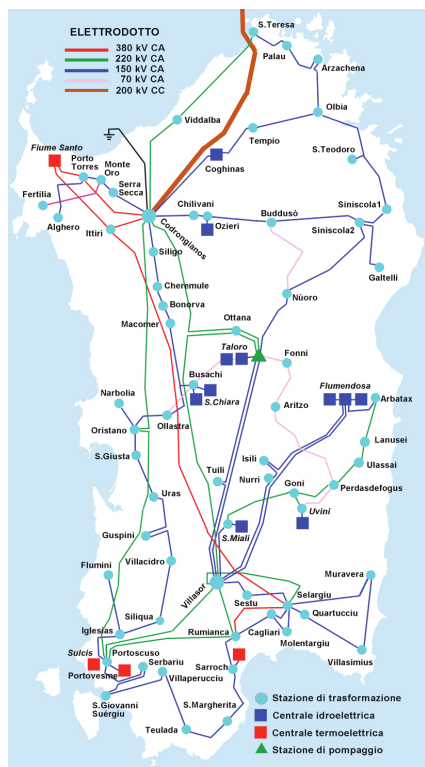 ELETTRODOTTO
380 kV CA
220 kV CA
150 kV CA
70 kV CA
200 kV CC
S.Teresa
Palau
Arzachena
Viddalba
Olbia
Tempio
Fiume Santo
Porto
Torres
Monte
Oro
Coghinas
S.Teodoro
Serra
Secca
Fertilia
Alghero
Ittiri
Codrongianos
Chilivani
Ozieri
Buddusò
Siniscola1
Siniscola2
Siligo
Galtelli
Cheremule
Bonorva
Nùoro
Macomer
Ottana
Taloro
Fonni
Busachi
S.Chiara
Flumendosa
Narbolia
Ollastra
Aritzo
Arbatax
Oristano
S.Giusta
Lanusei
Isili
Tuili
Nurri
Goni
Ulassai
Perdasdefogus
Uras
Uvini
Guspini
S.Miali
Flumini
Villacidro
Villasor
Muravera
Selargiu
Sestu
Quartucciu
Siliqua
Iglesias
Rumianca
Cagliari
Molentargiu
Sulcis
Portoscuso
Portovesme
Serbariu
Villaperucciu
Sarroch
Villasimius
S.Giovanni
Suérgiu
S.Margherita
Teulada
Stazione di trasformazione
Centrale idroelettrica
Centrale termoelettrica
Stazione di pompaggio